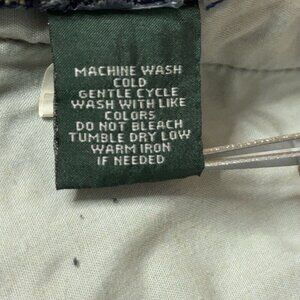 MACHINE WASH
COLD
GENTLE CYCLE
WASH WITH LIKE
COLORS
DO NOT BLEACH
TUMBLE DRY LOW
WARM IRON
IF NEEDED